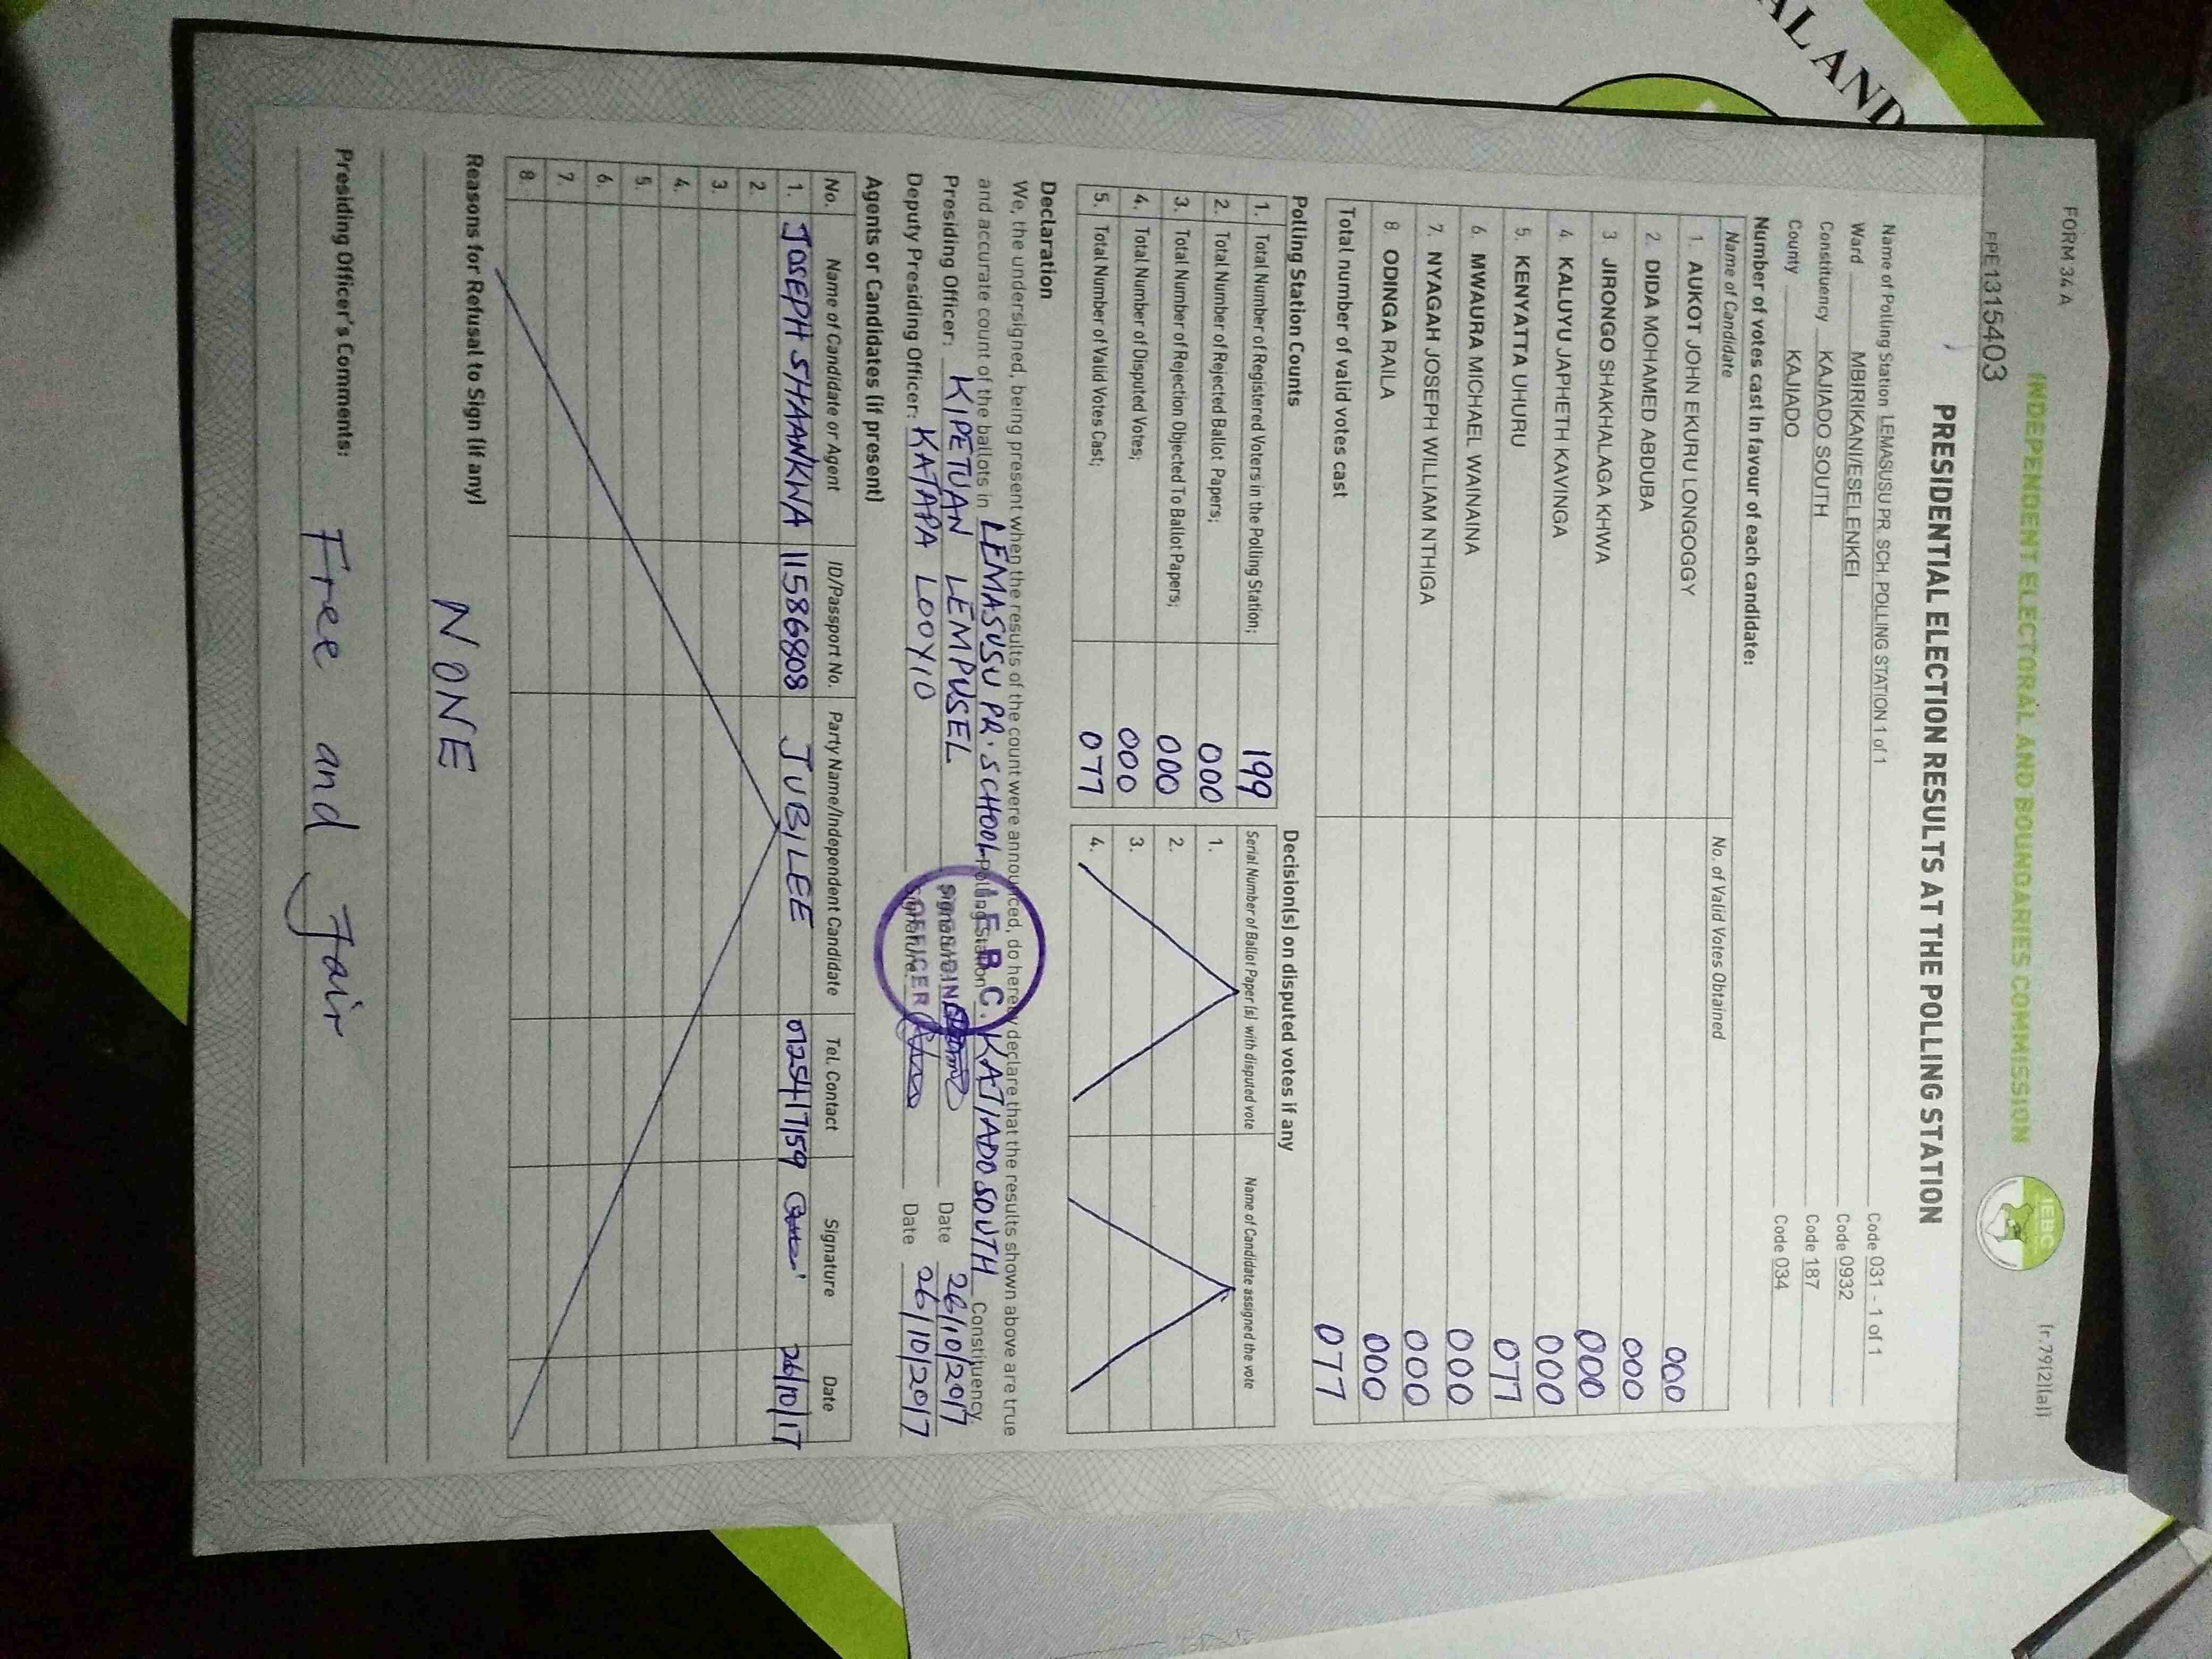 AL AND
FORM 34 A
INDEPENDENT ELECTORAL AND BOUNDARIES COMMISSION
IEBC
(r.79(2)(a))
PPE1315403
PRESIDENTIAL ELECTION RESULTS AT THE POLLING STATION
Name of Polling Station LEMASUSU PR. SCH. POLLING STATION 1 of 1 Code 031 - 1 of 1
Ward MBIRIKANI/ESELENKEI Code 0932
Constituency KAJIADO SOUTH Code 187
County KAJIADO Code 034
Number of votes cast in favour of each candidate:
Name of Candidate No. of Valid Votes Obtained
1. AUKOT JOHN EKURU LONGOGGY 000
2. DIDA MOHAMED ABDUBA 000
3. JIRONGO SHAKHALAGA KHWA 000
4. KALUYU JAPHETH KAVINGA 000
5. KENYATTA UHURU 077
6. MWAURA MICHAEL WAINAINA 000
7. NYAGAH JOSEPH WILLIAM NTHIGA 000
8. ODINGA RAILA 000
Total number of valid votes cast 077
Polling Station Counts
1. Total Number of Registered Voters in the Polling Station; 199
2. Total Number of Rejected Ballot Papers; 000
3. Total Number of Rejection Objected To Ballot Papers; 000
4. Total Number of Disputed Votes; 000
5. Total Number of Valid Votes Cast; 077
Decision(s) on disputed votes if any
Serial Number of Ballot Paper (s) with disputed vote Name of Candidate assigned the vote
1.
2.
3.
4.
Declaration
We, the undersigned, being present when the results of the count were announced, do hereby declare that the results shown above are true
and accurate count of the ballots in LEMASUSU PR. SCHOOL Polling Station KAJIADO SOUTH Constituency.
Presiding Officer: KIPETUAN LEMPUSEL Signature Date 26/10/2017
Deputy Presiding Officer: KATAPA LOOYIO Signature Date 26/10/2017
I.E.B.C.
PRESIDING
OFFICER
Agents or Candidates (if present)
No. Name of Candidate or Agent ID/Passport No. Party Name/Independent Candidate Tel. Contact Signature Date
1. JOSEPH SHAANKWA 11586808 JUBILEE 0725417159 26/10/17
2.
3.
4.
5.
6.
7.
8.
Reasons for Refusal to Sign (if any) NONE
Presiding Officer's Comments: Free and Fair